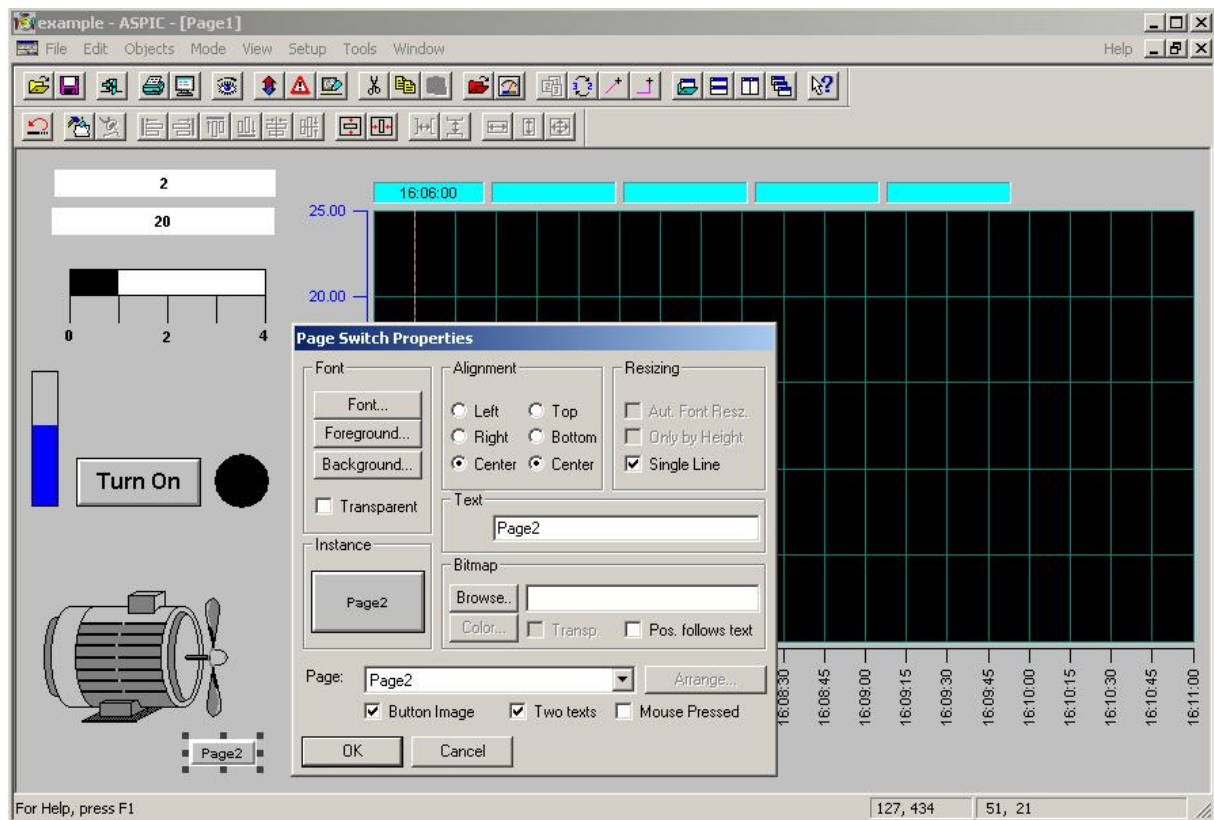 example - ASPIC - [Page1]
File Edit Objects Mode View Setup Tools Window Help
2
20
0 2 4
Turn On
Page2
16:06:00
25.00
20.00
Page Switch Properties
Font
Font...
Foreground...
Background...
Transparent
Alignment
Left Top
Right Bottom
Center Center
Resizing
Aut. Font Resz.
Only by Height
Single Line
Text
Page2
Instance
Page2
Bitmap
Browse..
Color... Transp. Pos. follows text
Page: Page2 Arrange...
Button Image Two texts Mouse Pressed
OK Cancel
16:08:30
16:08:45
16:09:00
16:09:15
16:09:30
16:09:45
16:10:00
16:10:15
16:10:30
16:10:45
16:11:00
For Help, press F1
127, 434 51, 21